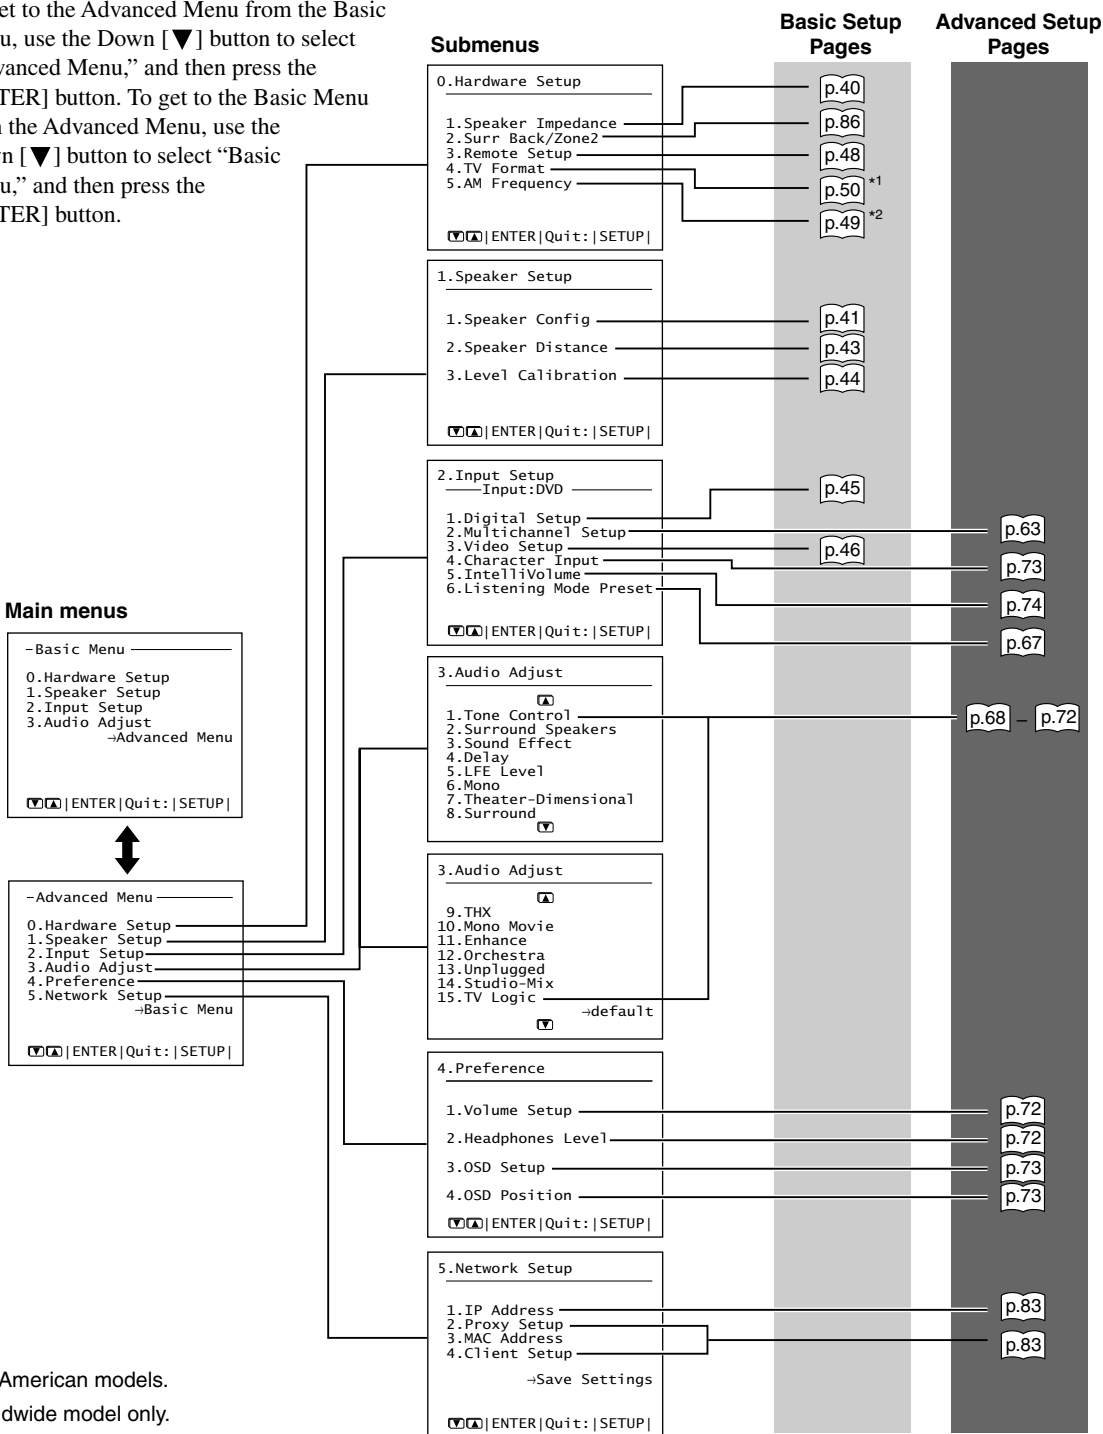 et to the Advanced Menu from the Basic
u, use the Down [▼] button to select
vanced Menu,” and then press the
TER] button. To get to the Basic Menu
n the Advanced Menu, use the
n [▼] button to select “Basic
u,” and then press the
TER] button.
Submenus
Basic Setup
Pages
Advanced Setup
Pages
0.Hardware Setup
1.Speaker Impedance
2.Surr Back/Zone2
3.Remote Setup
4.TV Format
5.AM Frequency
▼▲|ENTER|Quit:|SETUP|
p.40
p.86
p.48
p.50 *1
p.49 *2
1.Speaker Setup
1.Speaker Config
2.Speaker Distance
3.Level Calibration
▼▲|ENTER|Quit:|SETUP|
p.41
p.43
p.44
2.Input Setup
Input:DVD
1.Digital Setup
2.Multichannel Setup
3.Video Setup
4.Character Input
5.IntelliVolume
6.Listening Mode Preset
▼▲|ENTER|Quit:|SETUP|
p.45
p.46
p.63
p.73
p.74
p.67
Main menus
-Basic Menu
0.Hardware Setup
1.Speaker Setup
2.Input Setup
3.Audio Adjust
→Advanced Menu
▼▲|ENTER|Quit:|SETUP|
-Advanced Menu
0.Hardware Setup
1.Speaker Setup
2.Input Setup
3.Audio Adjust
4.Preference
5.Network Setup
→Basic Menu
▼▲|ENTER|Quit:|SETUP|
3.Audio Adjust
▲
1.Tone Control
2.Surround Speakers
3.Sound Effect
4.Delay
5.LFE Level
6.Mono
7.Theater-Dimensional
8.Surround
▼
p.68 – p.72
3.Audio Adjust
▲
9.THX
10.Mono Movie
11.Enhance
12.Orchestra
13.Unplugged
14.Studio-Mix
15.TV Logic
→default
▼
4.Preference
1.Volume Setup
2.Headphones Level
3.OSD Setup
4.OSD Position
▼▲|ENTER|Quit:|SETUP|
p.72
p.72
p.73
p.73
5.Network Setup
1.IP Address
2.Proxy Setup
3.MAC Address
4.Client Setup
→Save Settings
▼▲|ENTER|Quit:|SETUP|
p.83
p.83
American models.
dwide model only.